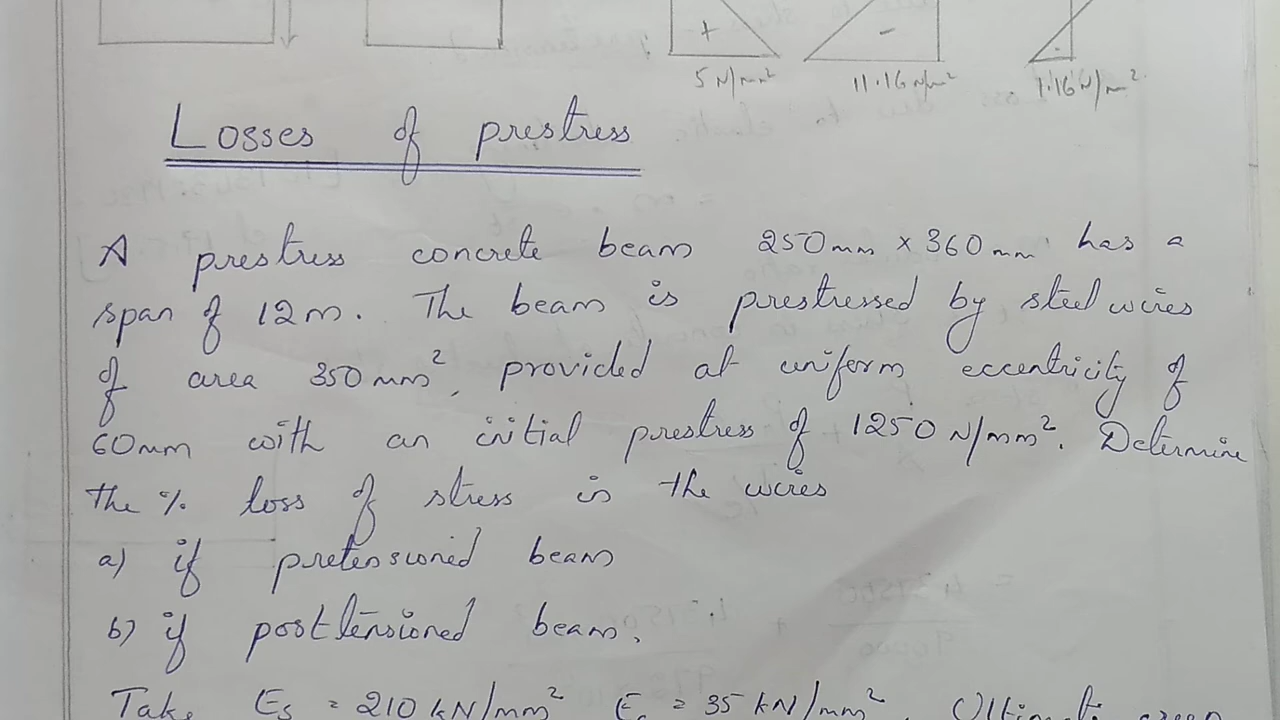 +
-
5 N/mm²
11.16 N/mm²
1.16 N/m²
Losses of prestress
A prestress concrete beam 250mm × 360mm has a
span of 12m. The beam is prestressed by steel wires
of area 350mm², provided at uniform eccentricity of
60mm with an initial prestress of 1250 N/mm². Determine
the % loss of stress in the wires
a) if pretensioned beam
b) if posttensioned beam.
Take Es = 210 kN/mm² Ec = 35 kN/mm². Ultimate creep